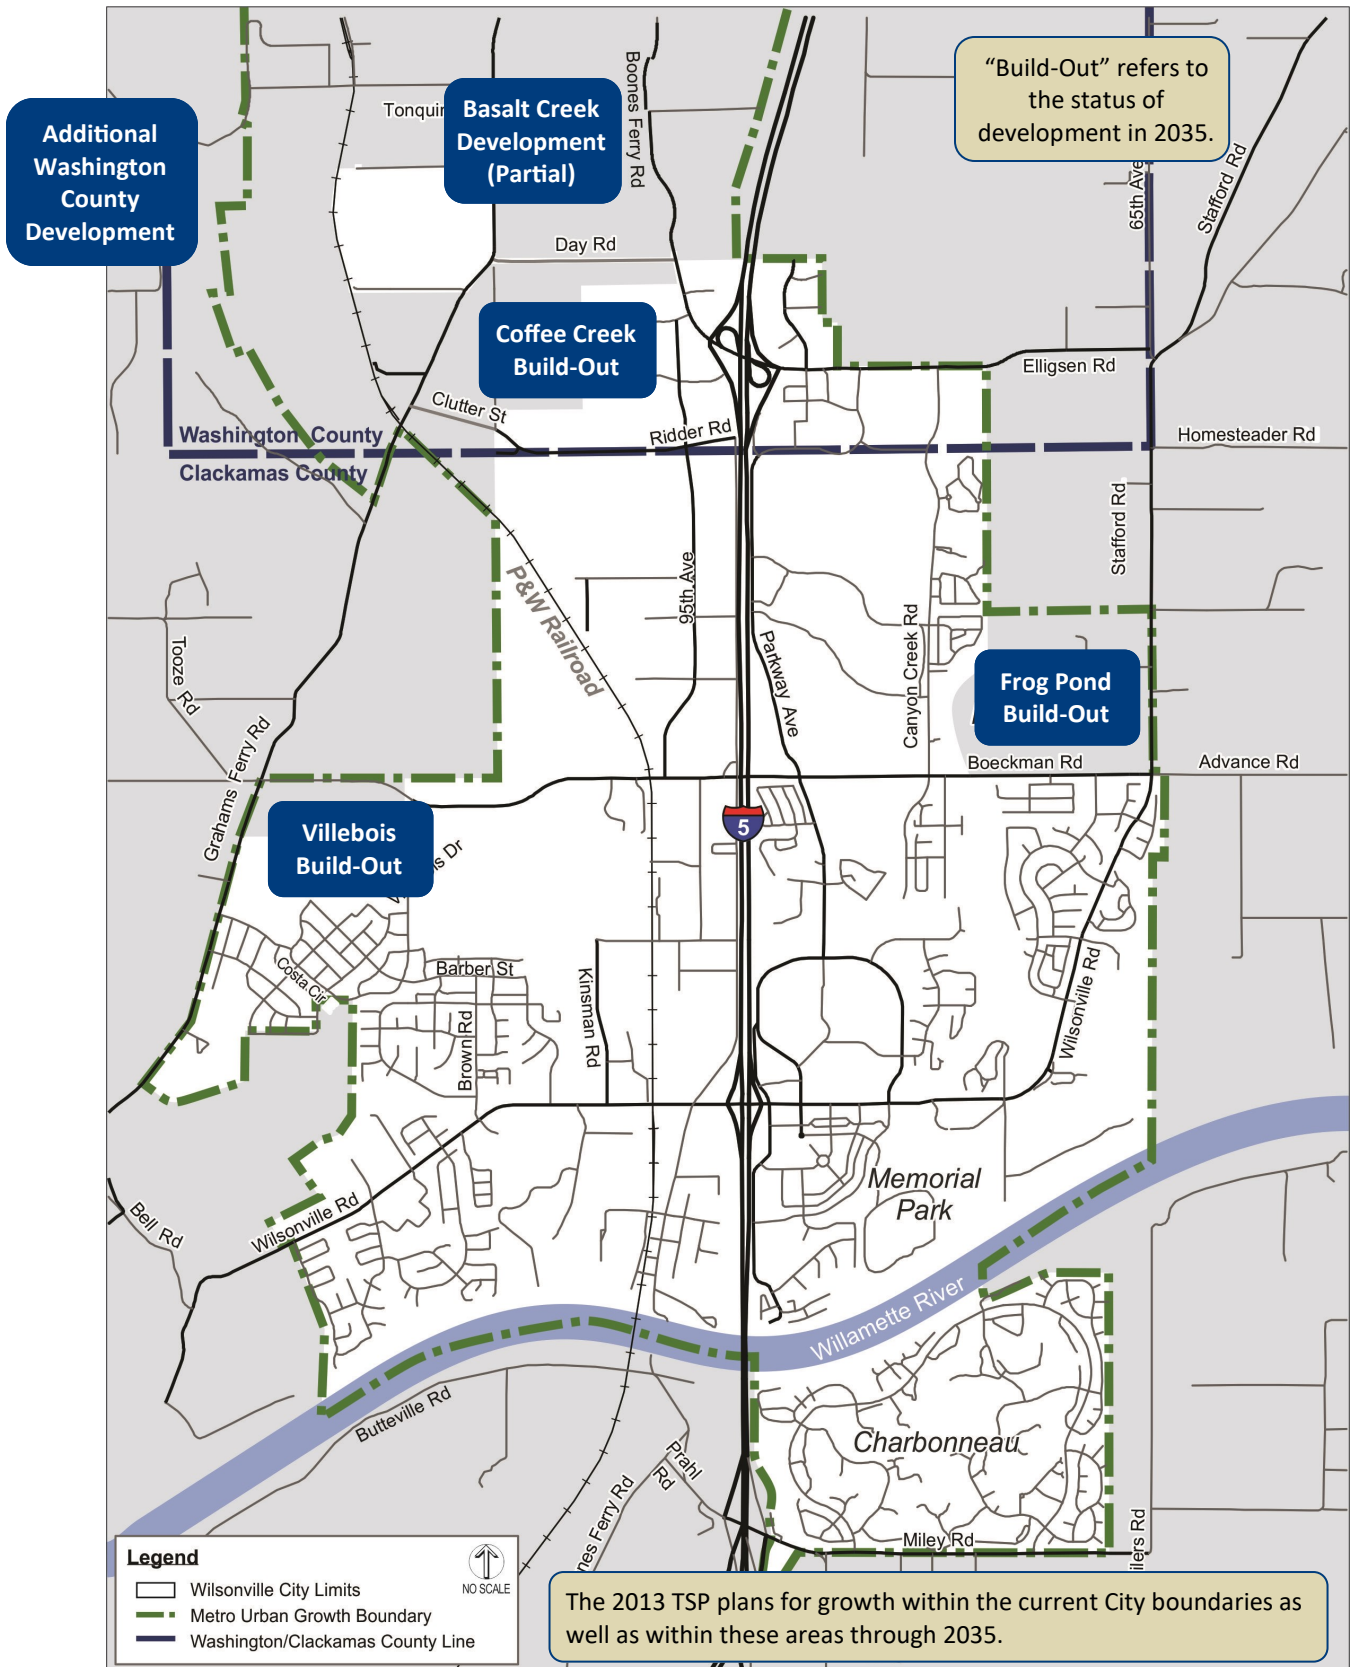 Additional
Washington
County
Development
Basalt Creek
Development
(Partial)
"Build-Out" refers to
the status of
development in 2035.
Boones Ferry Rd
65th Ave
Stafford Rd
Day Rd
Coffee Creek
Build-Out
Elligsen Rd
Clutter St
Ridder Rd
Washington County
Clackamas County
Homesteader Rd
Stafford Rd
P&W Railroad
95th Ave
Parkway Ave
Canyon Creek Rd
Tooze Rd
Frog Pond
Build-Out
Grahams Ferry Rd
Boeckman Rd
Advance Rd
5
Villebois
Build-Out
Dr
Costa Cir
Barber St
Brown Rd
Kinsman Rd
Wilsonville Rd
Memorial
Park
Bell Rd
Wilsonville Rd
Willamette River
Butteville Rd
Charbonneau
Prahl
Rd
Ferry Rd
Miley Rd
Rd
Legend
NO SCALE
Wilsonville City Limits
Metro Urban Growth Boundary
Washington/Clackamas County Line
The 2013 TSP plans for growth within the current City boundaries as
well as within these areas through 2035.